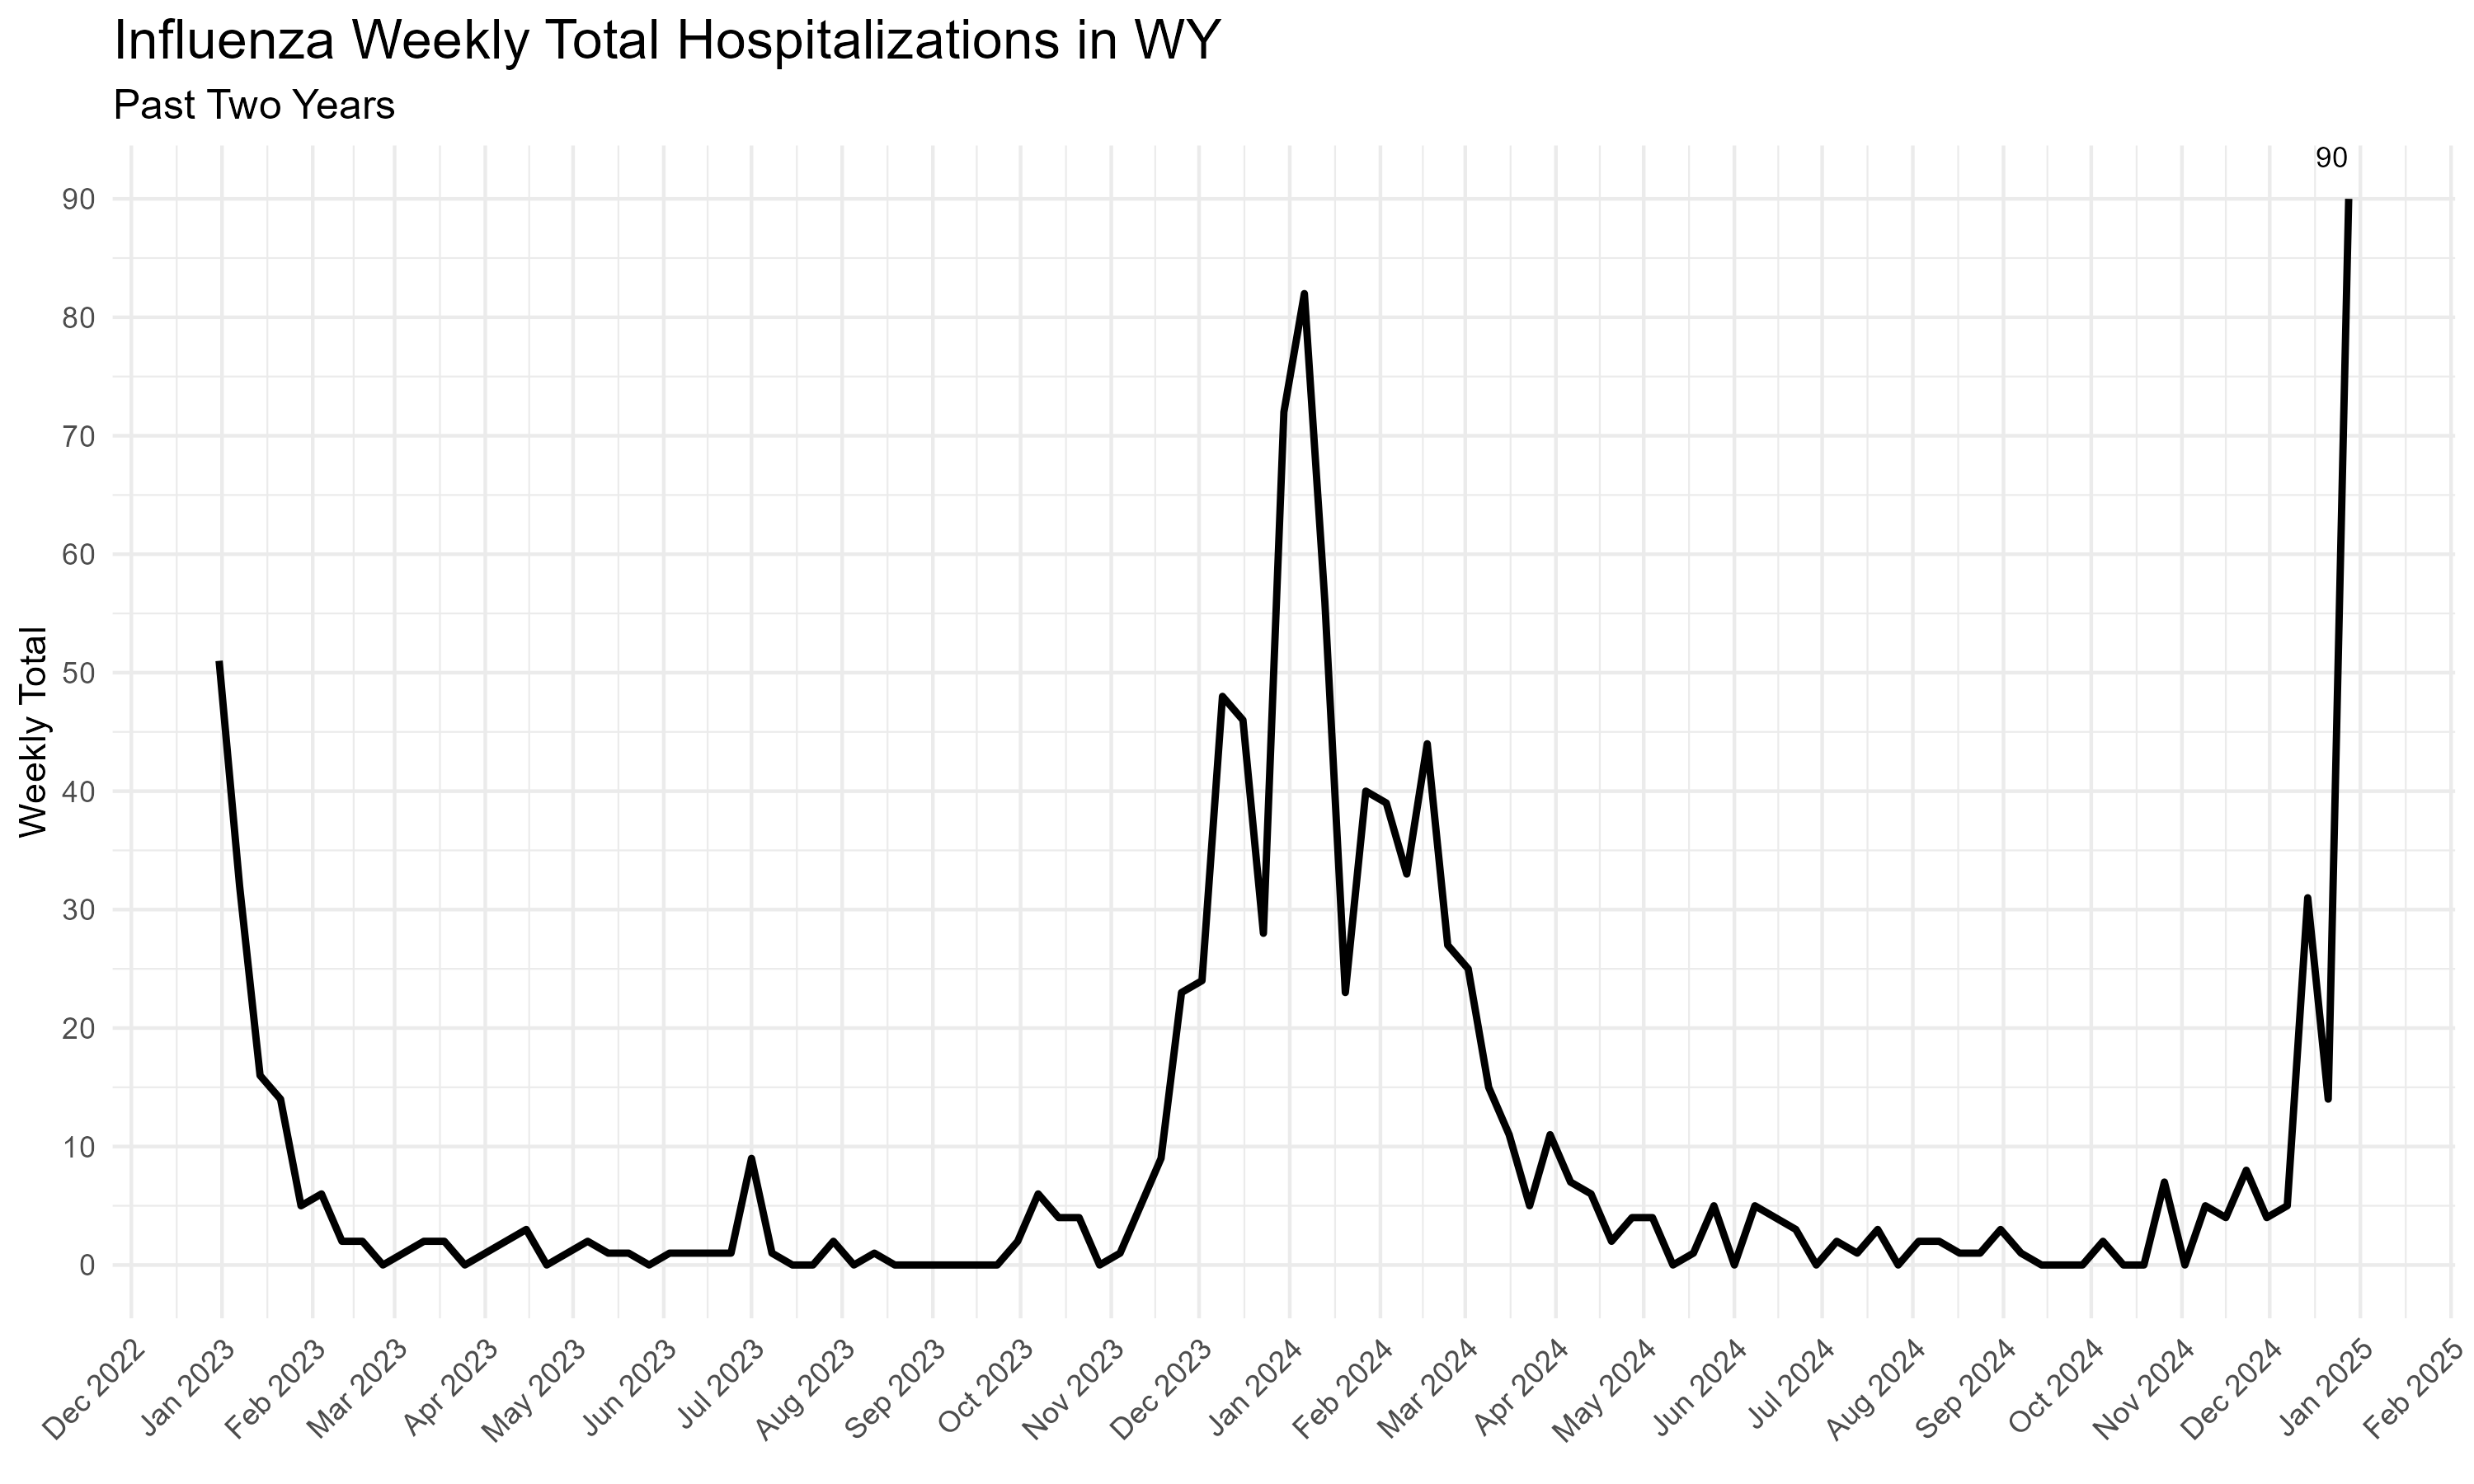 Influenza Weekly Total Hospitalizations in WY
Past Two Years
90
Weekly Total
90
80
70
60
50
40
30
20
10
0
Dec 2022
Jan 2023
Feb 2023
Mar 2023
Apr 2023
May 2023
Jun 2023
Jul 2023
Aug 2023
Sep 2023
Oct 2023
Nov 2023
Dec 2023
Jan 2024
Feb 2024
Mar 2024
Apr 2024
May 2024
Jun 2024
Jul 2024
Aug 2024
Sep 2024
Oct 2024
Nov 2024
Dec 2024
Jan 2025
Feb 2025